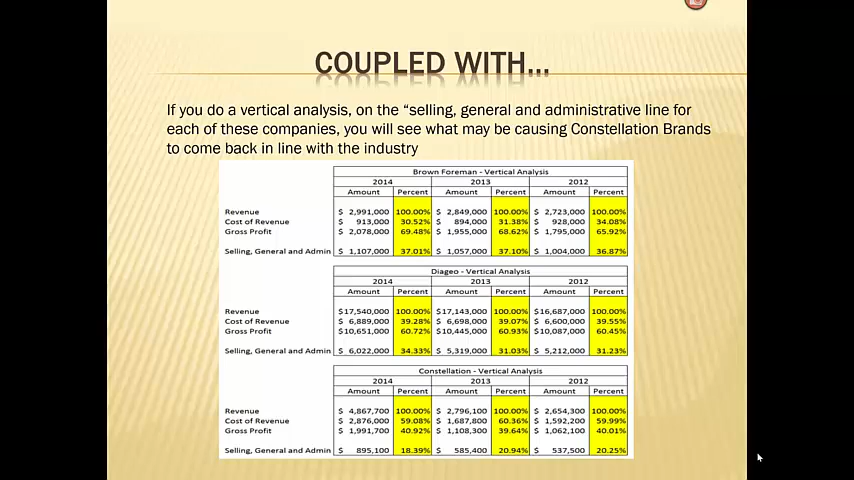 COUPLED WITH...
If you do a vertical analysis, on the “selling, general and administrative line for
each of these companies, you will see what may be causing Constellation Brands
to come back in line with the industry
Brown Foreman - Vertical Analysis
2014 2013 2012
Amount Percent Amount Percent Amount Percent
Revenue $ 2,991,000 100.00% $ 2,849,000 100.00% $ 2,723,000 100.00%
Cost of Revenue $ 913,000 30.52% $ 894,000 31.38% $ 928,000 34.08%
Gross Profit $ 2,078,000 69.48% $ 1,955,000 68.62% $ 1,795,000 65.92%
Selling, General and Admin $ 1,107,000 37.01% $ 1,057,000 37.10% $ 1,004,000 36.87%
Diageo - Vertical Analysis
2014 2013 2012
Amount Percent Amount Percent Amount Percent
Revenue $17,540,000 100.00% $17,143,000 100.00% $16,687,000 100.00%
Cost of Revenue $ 6,889,000 39.28% $ 6,698,000 39.07% $ 6,600,000 39.55%
Gross Profit $10,651,000 60.72% $10,445,000 60.93% $10,087,000 60.45%
Selling, General and Admin $ 6,022,000 34.33% $ 5,319,000 31.03% $ 5,212,000 31.23%
Constellation - Vertical Analysis
2014 2013 2012
Amount Percent Amount Percent Amount Percent
Revenue $ 4,867,700 100.00% $ 2,796,100 100.00% $ 2,654,300 100.00%
Cost of Revenue $ 2,876,000 59.08% $ 1,687,800 60.36% $ 1,592,200 59.99%
Gross Profit $ 1,991,700 40.92% $ 1,108,300 39.64% $ 1,062,100 40.01%
Selling, General and Admin $ 895,100 18.39% $ 585,400 20.94% $ 537,500 20.25%